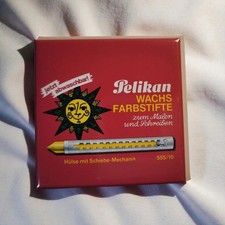 jetzt
abwaschbar!
Pelikan
WACHS
FARBSTIFTE
zum Malen
und Schreiben
Hülse mit Schiebe-Mechanik
655/10